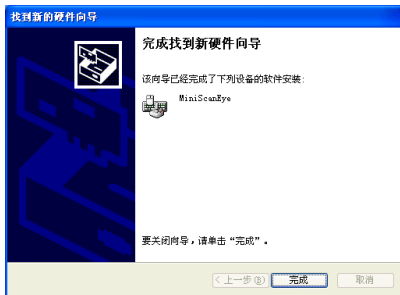 找到新的硬件向导
完成找到新硬件向导
该向导已经完成了下列设备的软件安装:
MiniScanEye
要关闭向导，请单击“完成”。
< 上一步(B)
完成
取消